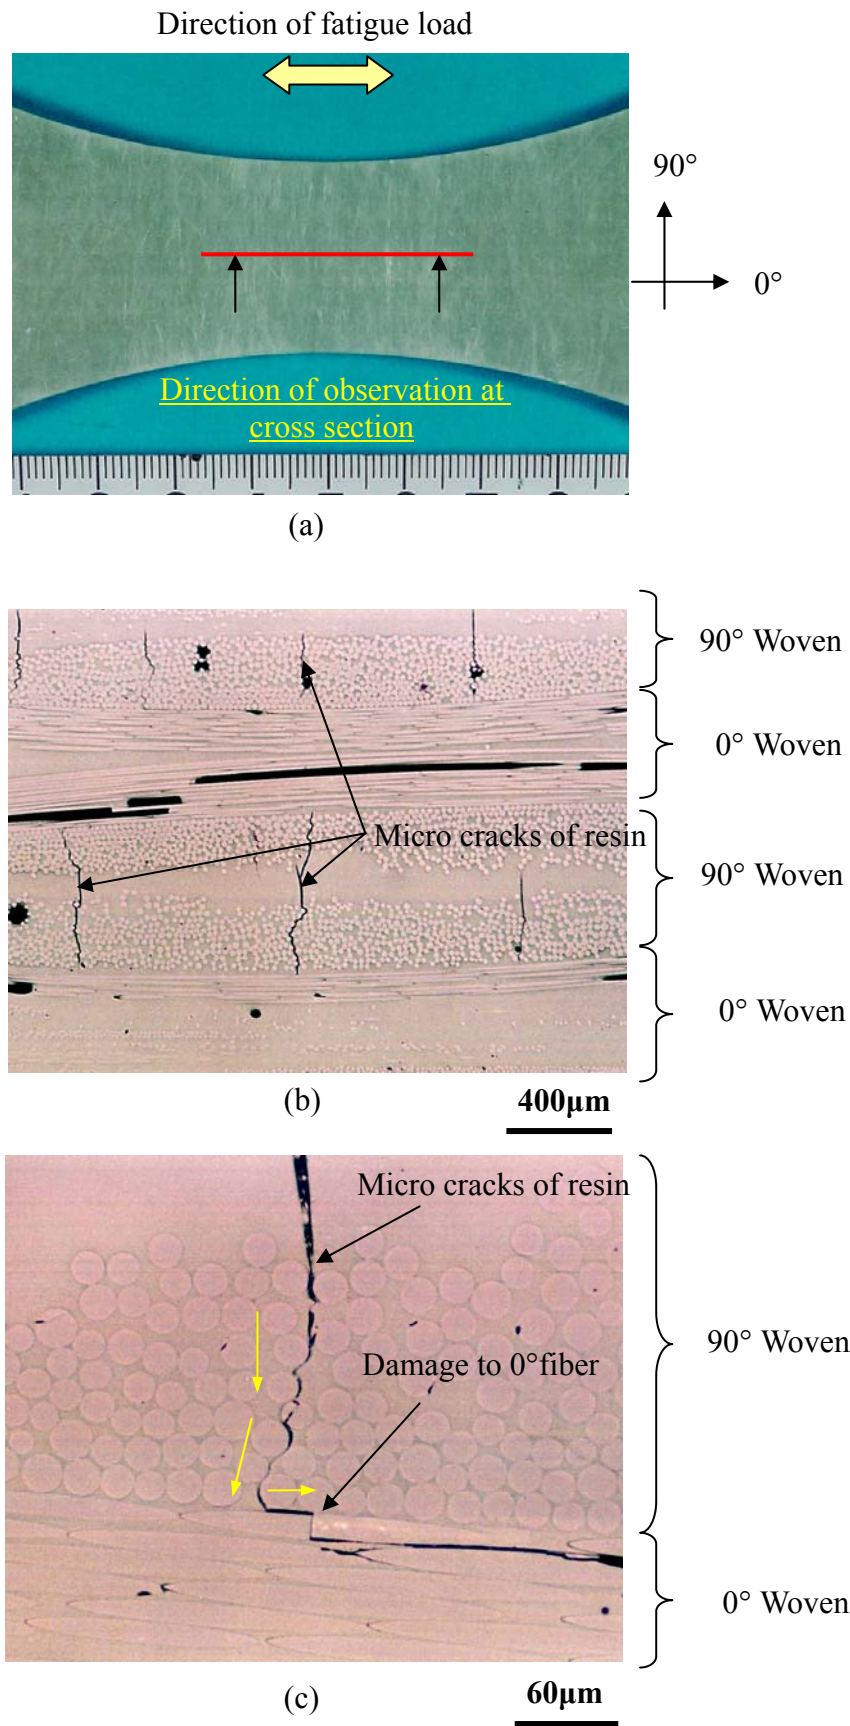 Direction of fatigue load
90°
0°
Direction of observation at
cross section
(a)
90° Woven
0° Woven
Micro cracks of resin
90° Woven
0° Woven
(b)
400μm
Micro cracks of resin
90° Woven
Damage to 0°fiber
0° Woven
(c)
60μm